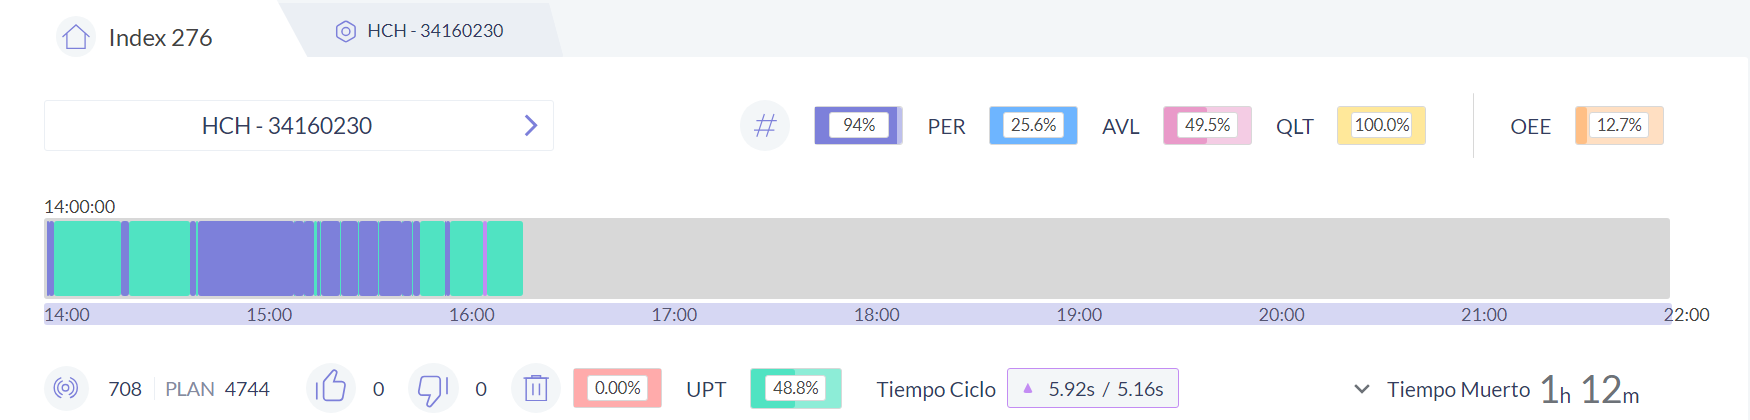 Index 276 HCH - 34160230
HCH - 34160230 94% PER 25.6% AVL 49.5% QLT 100.0% OEE 12.7%
14:00:00
14:00 15:00 16:00 17:00 18:00 19:00 20:00 21:00 22:00
708 PLAN 4744 0 0 0.00% UPT 48.8% Tiempo Ciclo ▲ 5.92s / 5.16s Tiempo Muerto 1h 12m